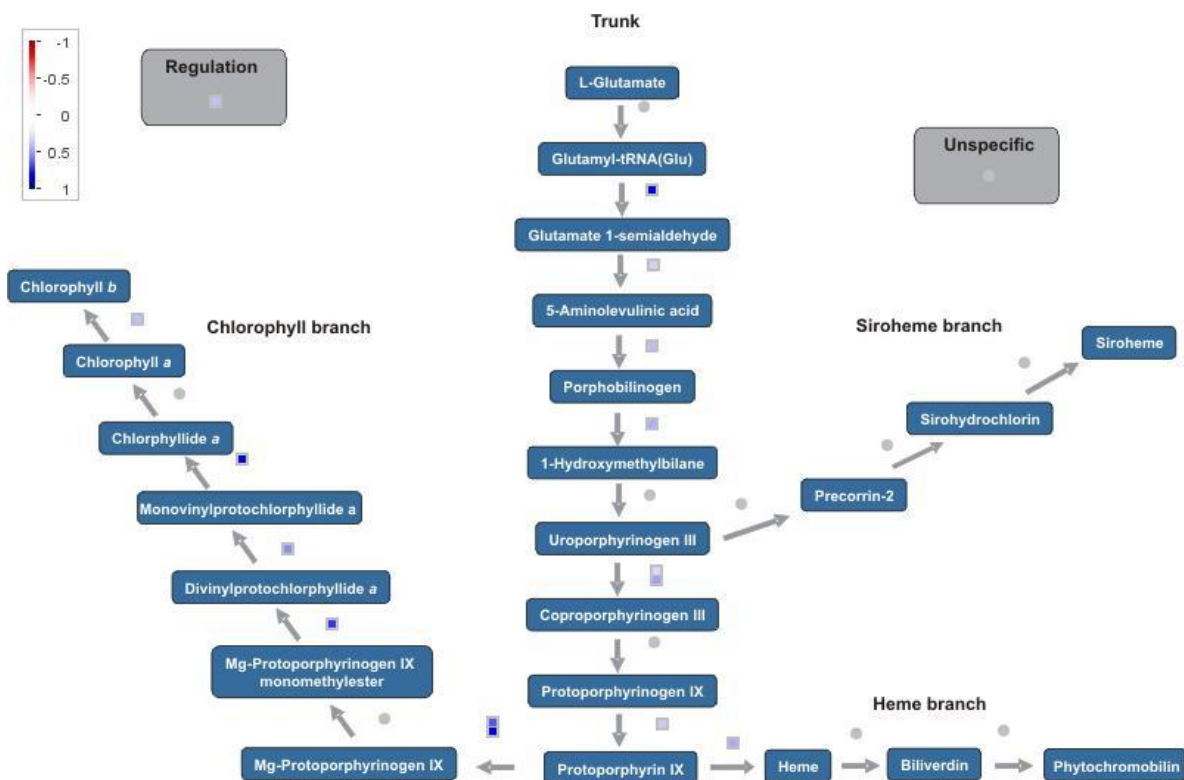 Trunk
-1
-0.5
0
0.5
1
Regulation
L-Glutamate
Unspecific
Glutamyl-tRNA(Glu)
Glutamate 1-semialdehyde
Chlorophyll b
5-Aminolevulinic acid
Chlorophyll branch
Siroheme branch
Siroheme
Chlorophyll a
Porphobilinogen
Sirohydrochlorin
Chlorphyllide a
1-Hydroxymethylbilane
Precorrin-2
Monovinylprotochlorphyllide a
Uroporphyrinogen III
Divinylprotochlorphyllide a
Coproporphyrinogen III
Mg-Protoporphyrinogen IX
monomethylester
Protoporphyrinogen IX
Heme branch
Mg-Protoporphyrinogen IX
Protoporphyrin IX
Heme
Biliverdin
Phytochromobilin